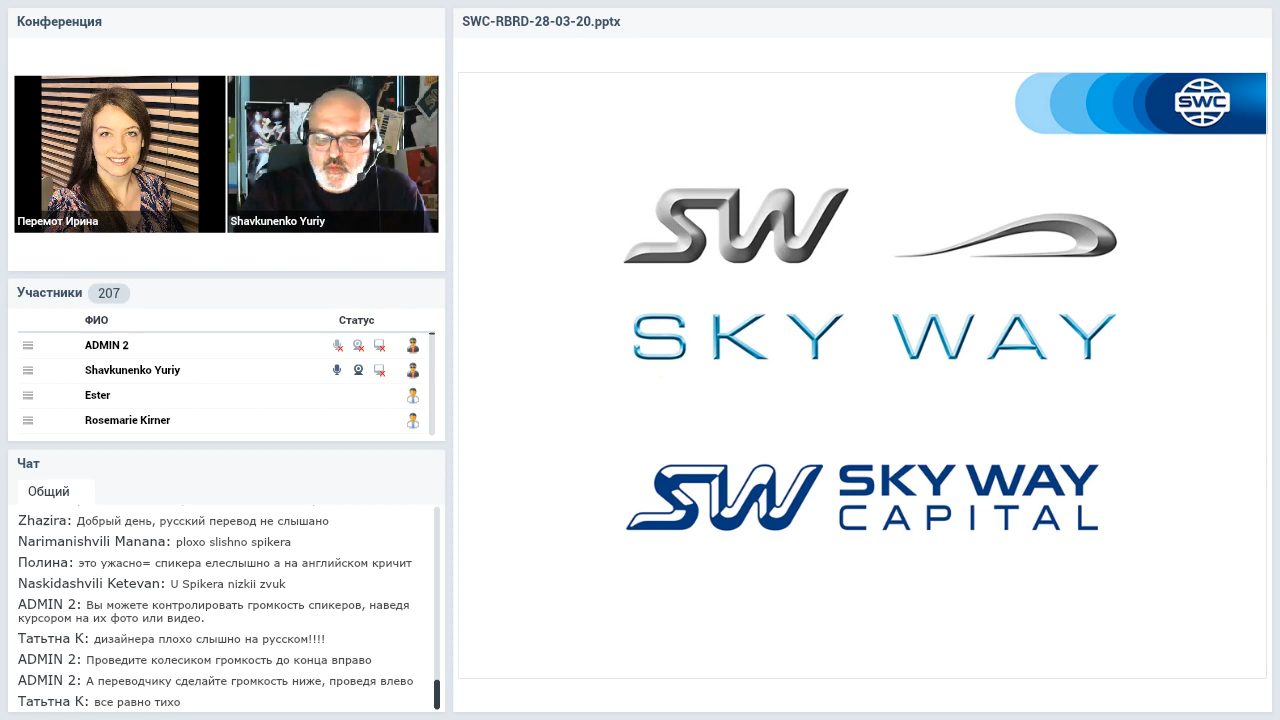 Конференция
Перемот Ирина
Shavkunenko Yuriy
Участники 207
ФИО Статус
ADMIN 2
Shavkunenko Yuriy
Ester
Rosemarie Kirner
Чат
Общий
Zhazira: Добрый день, русский перевод не слышано
Narimanishvili Manana: ploxo slishno spikera
Полина: это ужасно= спикера елеслышно а на английском кричит
Naskidashvili Ketevan: U Spikera nizkii zvuk
ADMIN 2: Вы можете контролировать громкость спикеров, наведя
курсором на их фото или видео.
Татьтна К: дизайнера плохо слышно на русском!!!!
ADMIN 2: Проведите колесиком громкость до конца вправо
ADMIN 2: А переводчику сделайте громкость ниже, проведя влево
Татьтна К: все равно тихо
SWC-RBRD-28-03-20.pptx
SWC
SW
SKY WAY
SW SKY WAY
CAPITAL